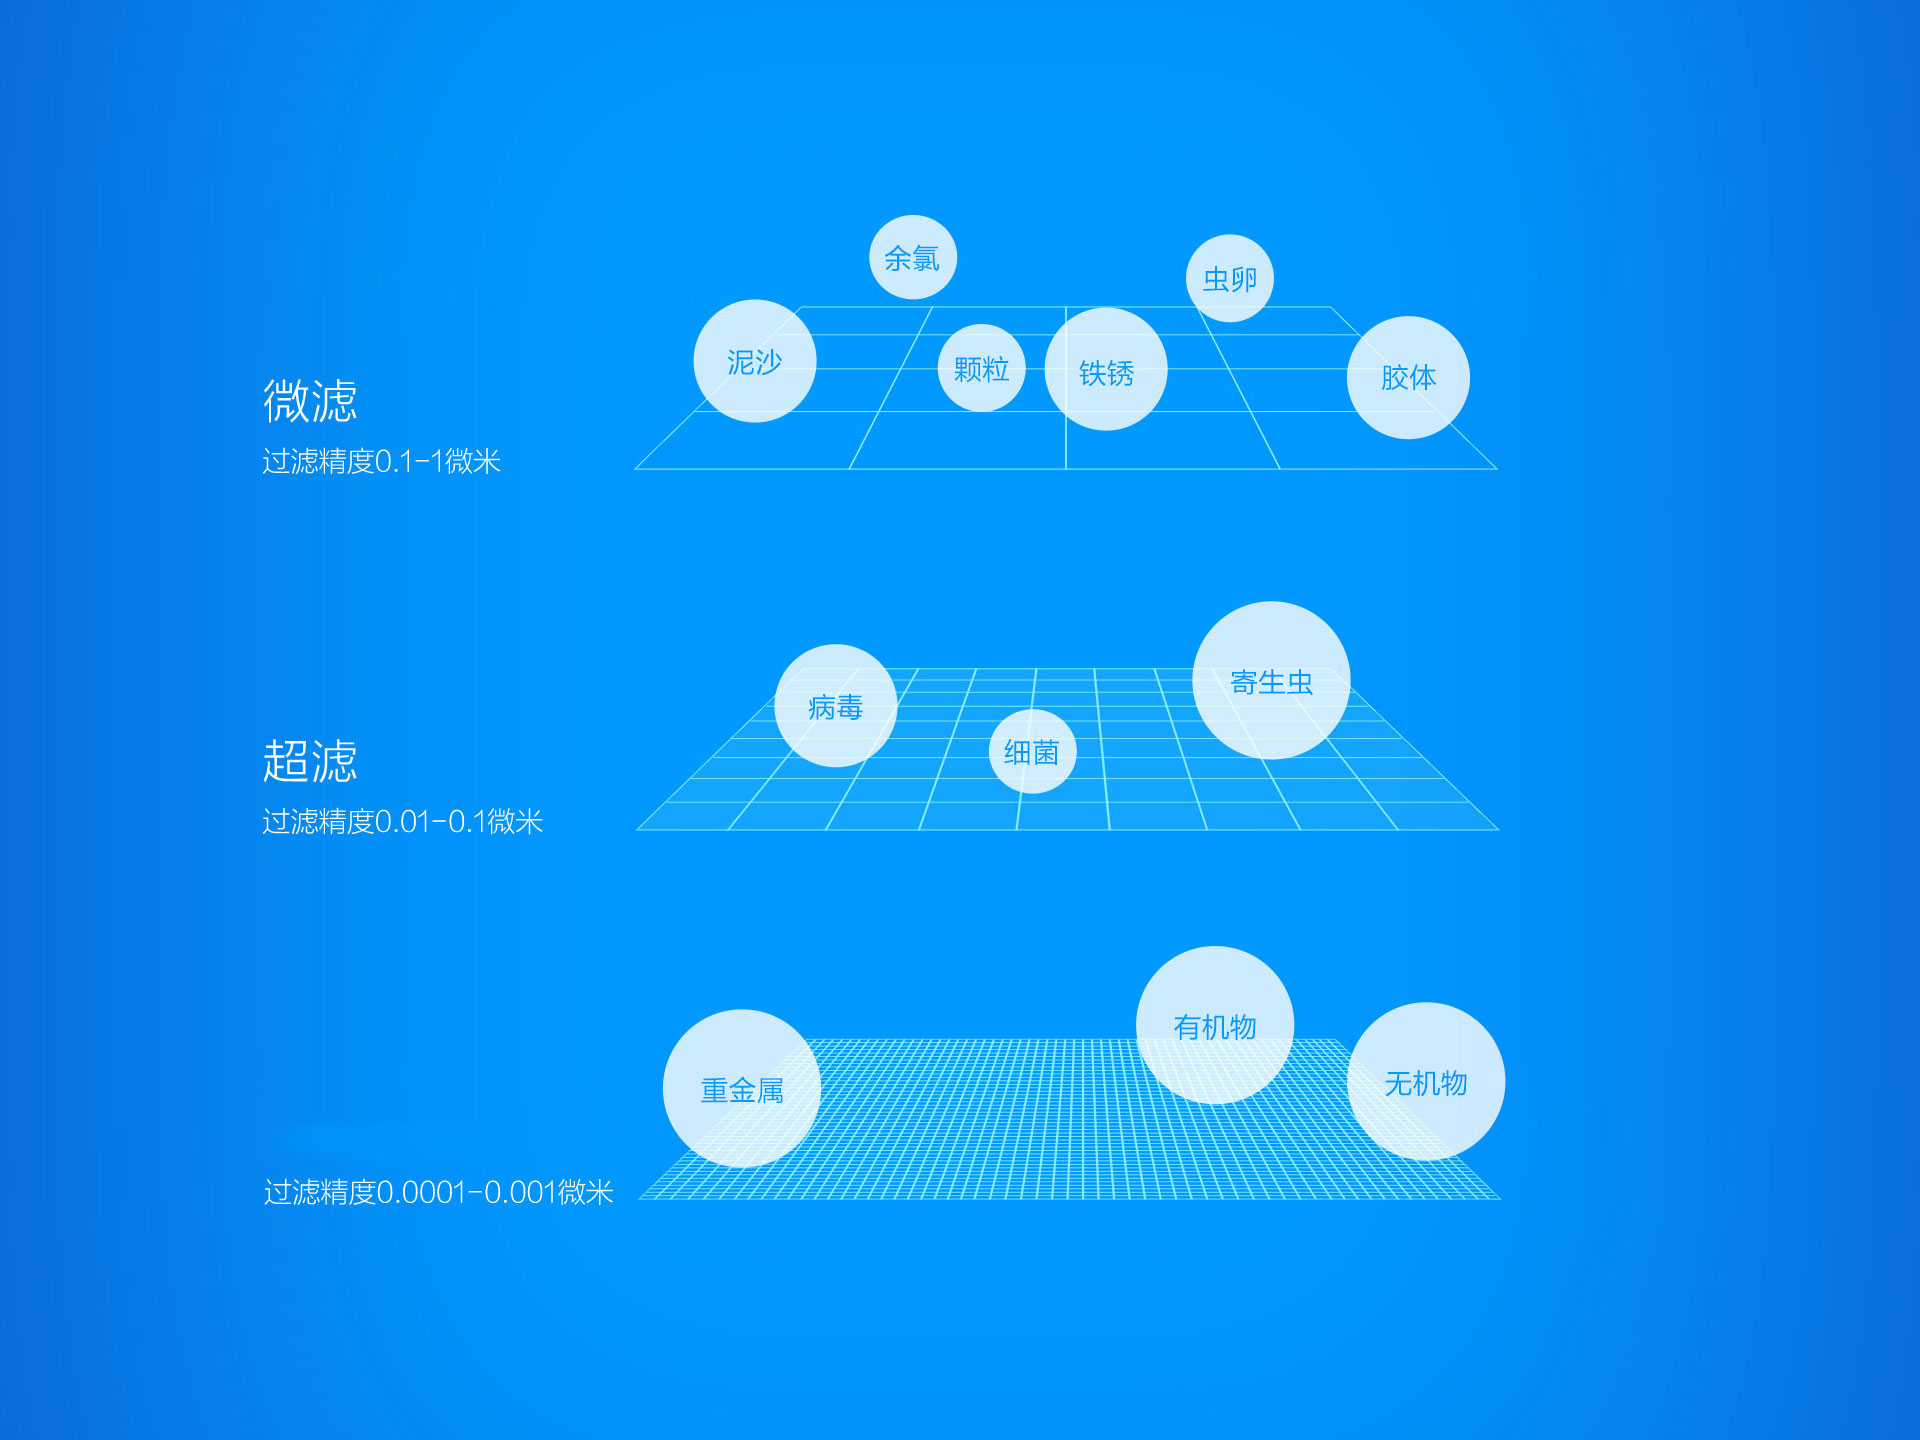 余氯
虫卵
泥沙
颗粒
铁锈
胶体
微滤
过滤精度0.1-1微米
病毒
细菌
寄生虫
超滤
过滤精度0.01-0.1微米
有机物
重金属
无机物
过滤精度0.0001-0.001微米